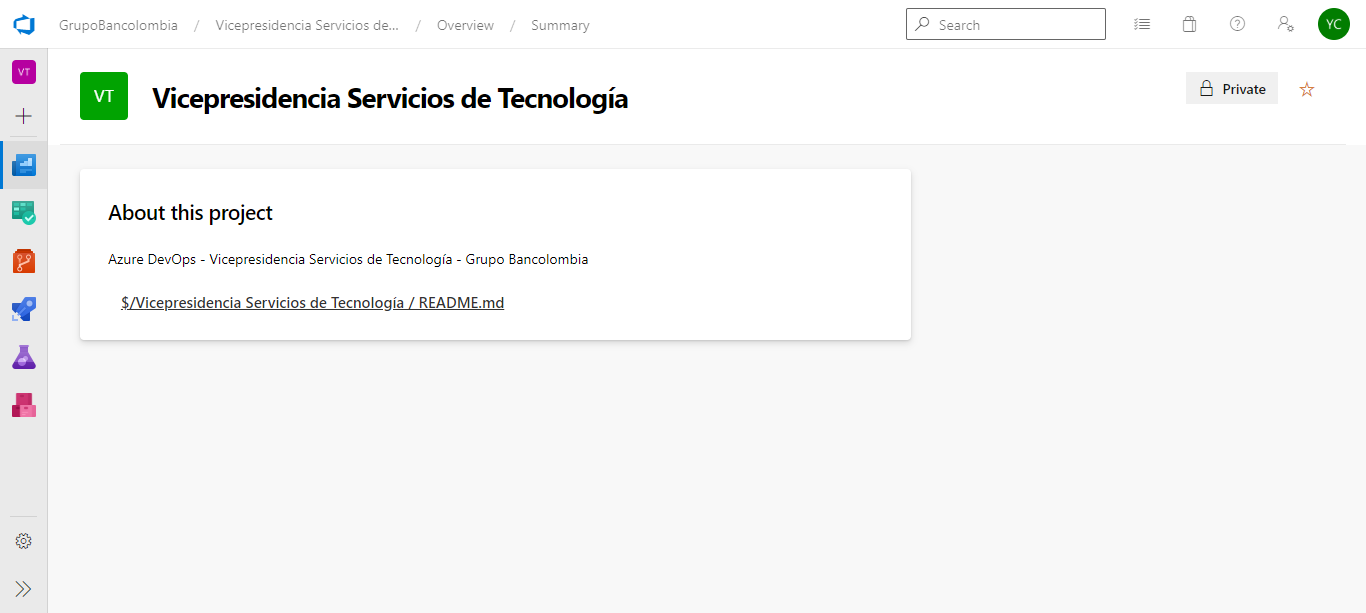 GrupoBancolombia / Vicepresidencia Servicios de... / Overview / Summary
Search
YC
VT
VT
Vicepresidencia Servicios de Tecnología
Private
About this project
Azure DevOps - Vicepresidencia Servicios de Tecnología - Grupo Bancolombia
$/Vicepresidencia Servicios de Tecnología / README.md